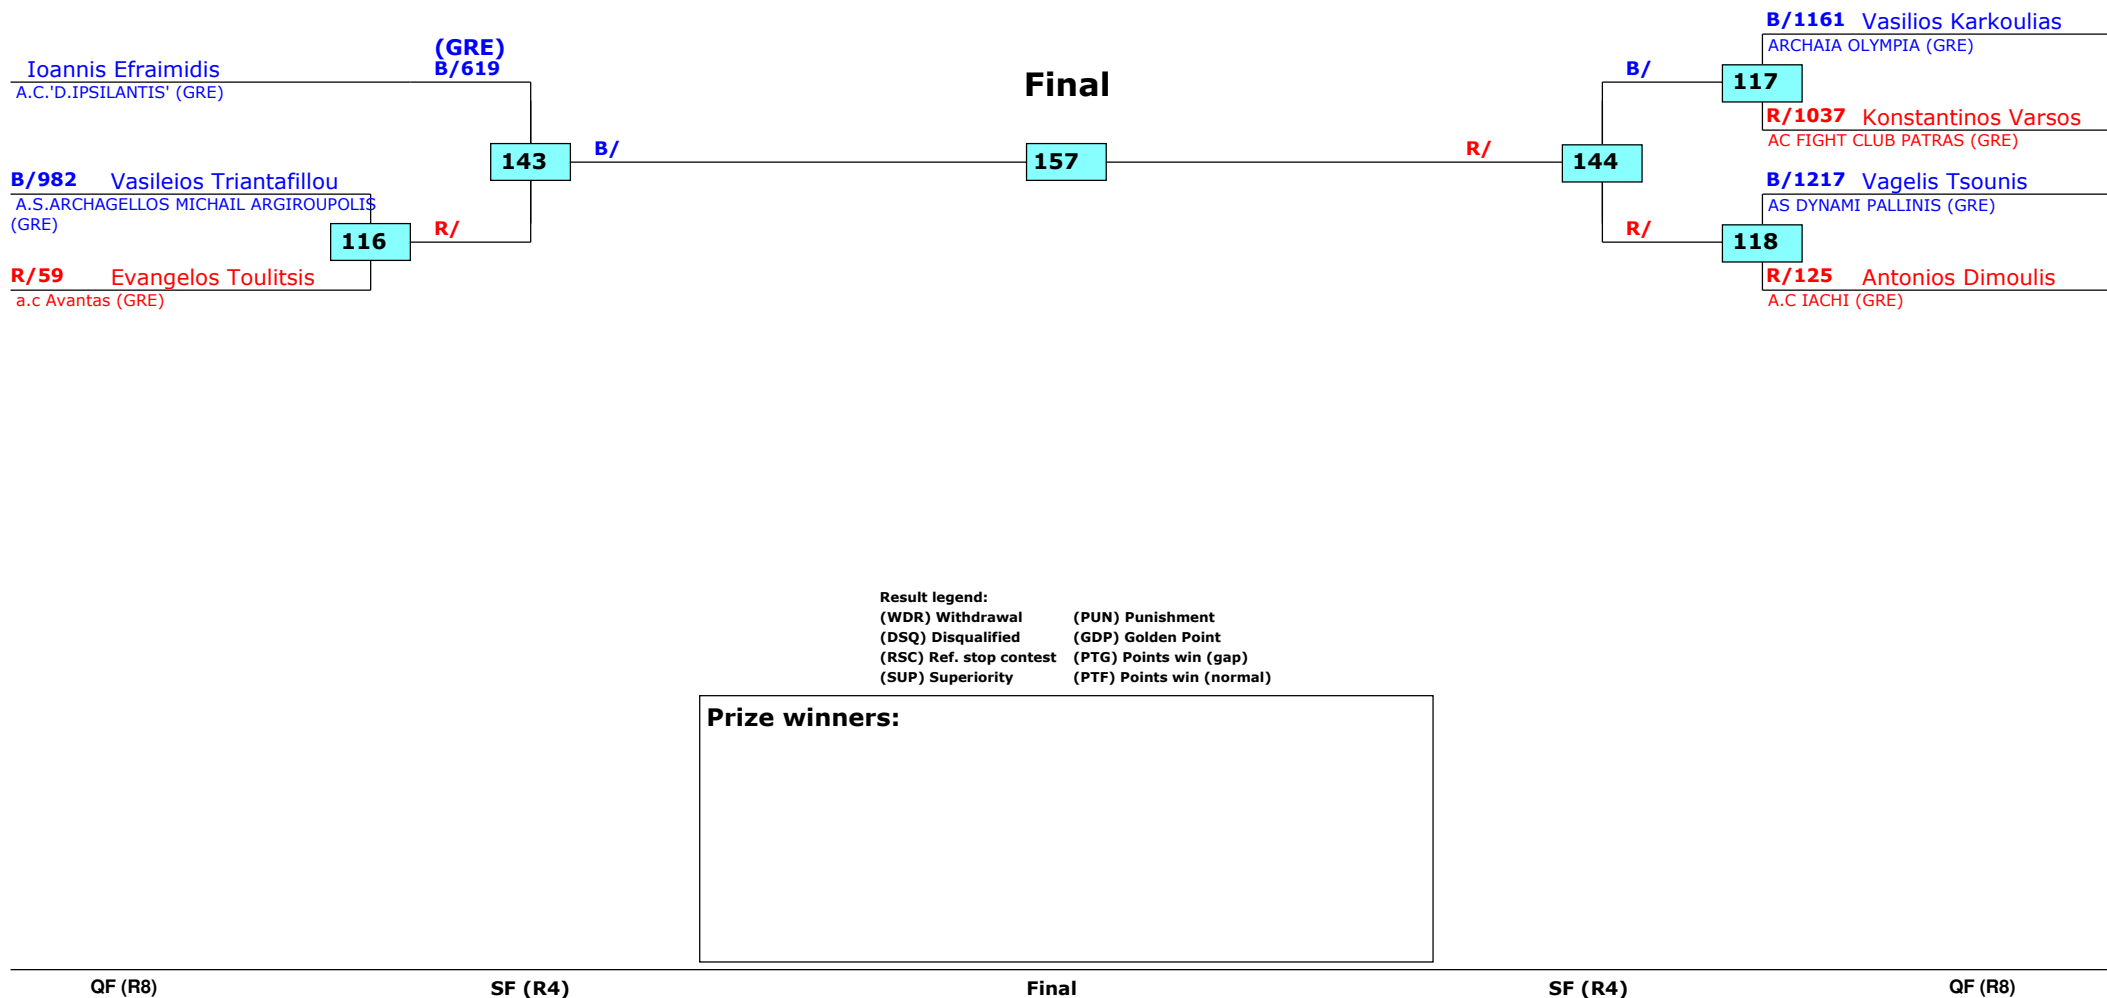 Ioannis Efraimidis
A.C.'D.IPSILANTIS' (GRE)
(GRE)
B/619
B/982 Vasileios Triantafillou
A.S.ARCHAGELLOS MICHAIL ARGIROUPOLIS
(GRE)
116
R/59 Evangelos Toulitsis
a.c Avantas (GRE)
R/
143
B/
Final
157
R/
144
B/
117
B/1161 Vasilios Karkoulias
ARCHAIA OLYMPIA (GRE)
R/1037 Konstantinos Varsos
AC FIGHT CLUB PATRAS (GRE)
R/
118
B/1217 Vagelis Tsounis
AS DYNAMI PALLINIS (GRE)
R/125 Antonios Dimoulis
A.C IACHI (GRE)
Result legend:
(WDR) Withdrawal (PUN) Punishment
(DSQ) Disqualified (GDP) Golden Point
(RSC) Ref. stop contest (PTG) Points win (gap)
(SUP) Superiority (PTF) Points win (normal)
Prize winners:
QF (R8) SF (R4) Final SF (R4) QF (R8)